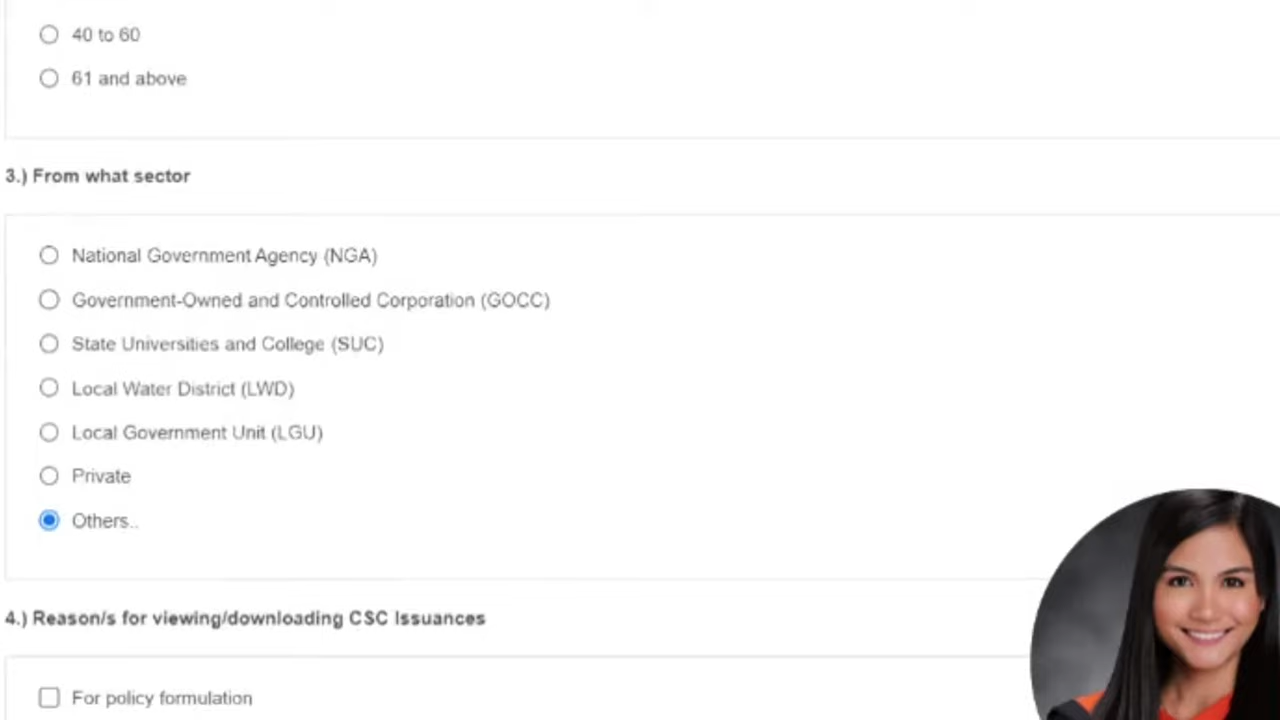 40 to 60
61 and above
3.) From what sector
National Government Agency (NGA)
Government-Owned and Controlled Corporation (GOCC)
State Universities and College (SUC)
Local Water District (LWD)
Local Government Unit (LGU)
Private
Others..
4.) Reason/s for viewing/downloading CSC Issuances
For policy formulation